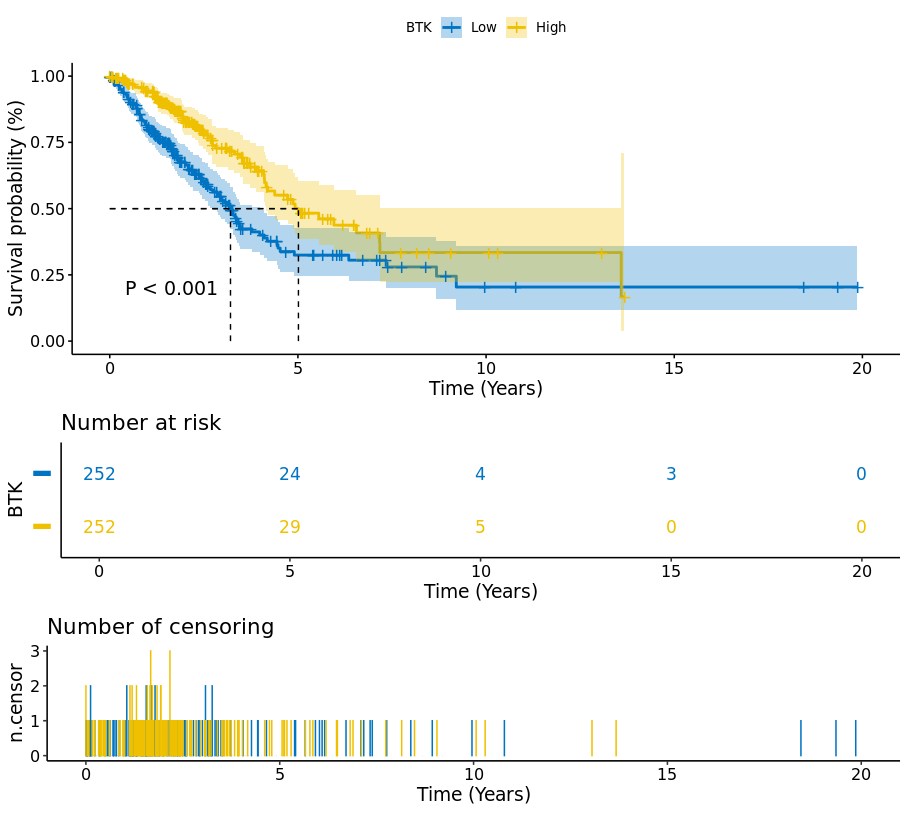 BTK Low High
Survival probability (%)
1.00
0.75
0.50
0.25
0.00
P < 0.001
0 5 10 15 20
Time (Years)
Number at risk
BTK
252 24 4 3 0
252 29 5 0 0
0 5 10 15 20
Time (Years)
Number of censoring
n.censor
3
2
1
0
0 5 10 15 20
Time (Years)